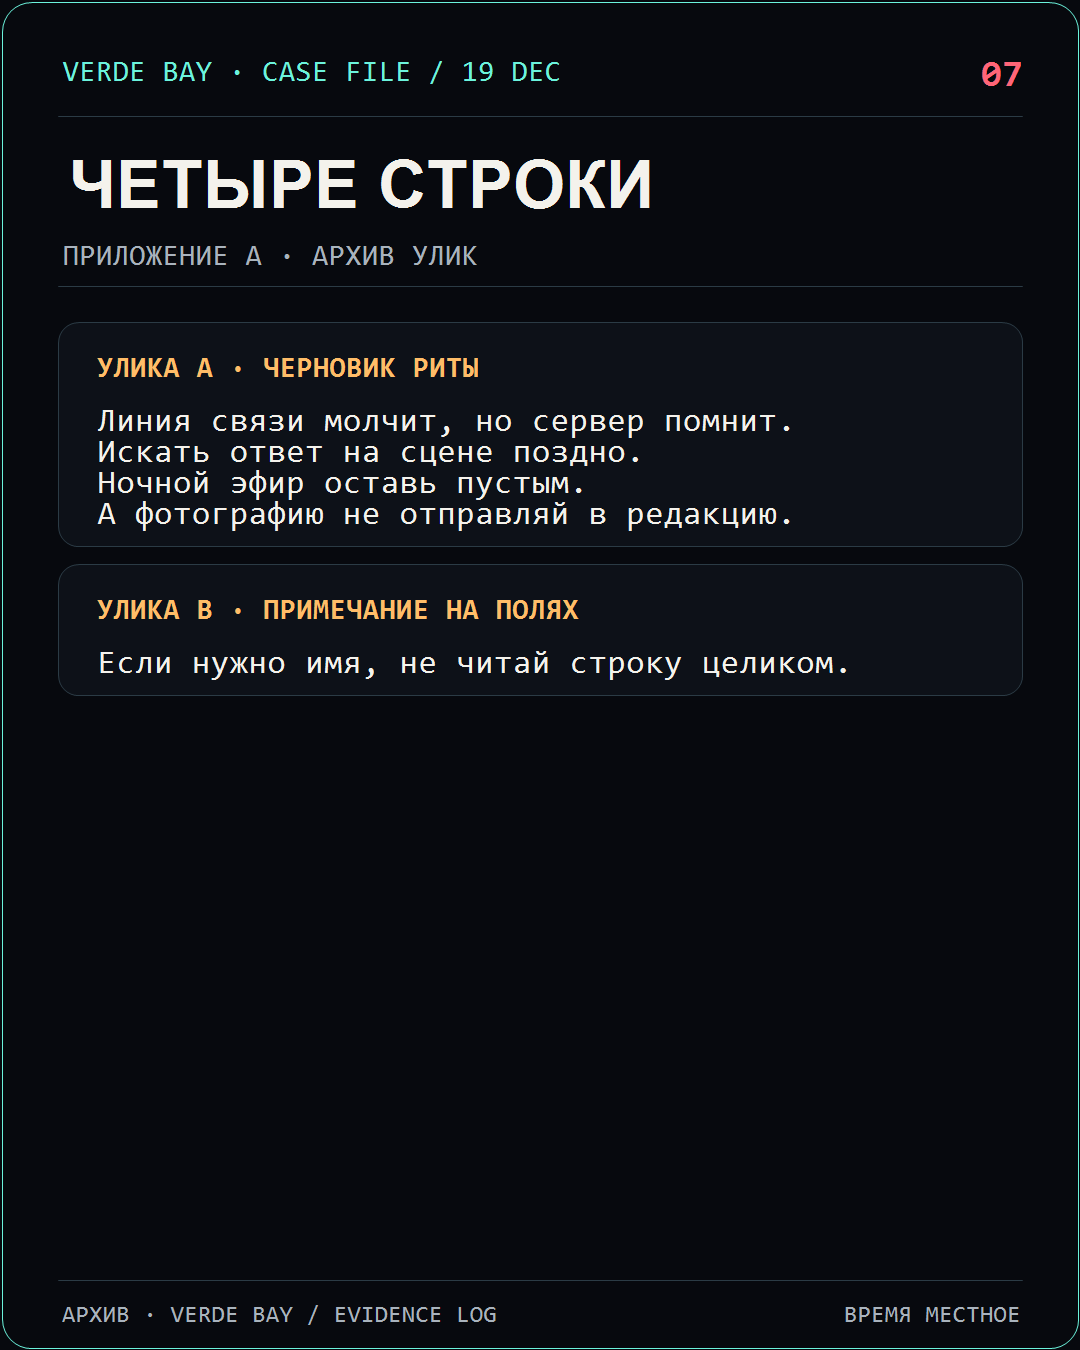 VERDE BAY · CASE FILE / 19 DEC
07
ЧЕТЫРЕ СТРОКИ
ПРИЛОЖЕНИЕ А · АРХИВ УЛИК
УЛИКА А · ЧЕРНОВИК РИТЫ
Линия связи молчит, но сервер помнит.
Искать ответ на сцене поздно.
Ночной эфир оставь пустым.
А фотографию не отправляй в редакцию.
УЛИКА В · ПРИМЕЧАНИЕ НА ПОЛЯХ
Если нужно имя, не читай строку целиком.
АРХИВ · VERDE BAY / EVIDENCE LOG
ВРЕМЯ МЕСТНОЕ